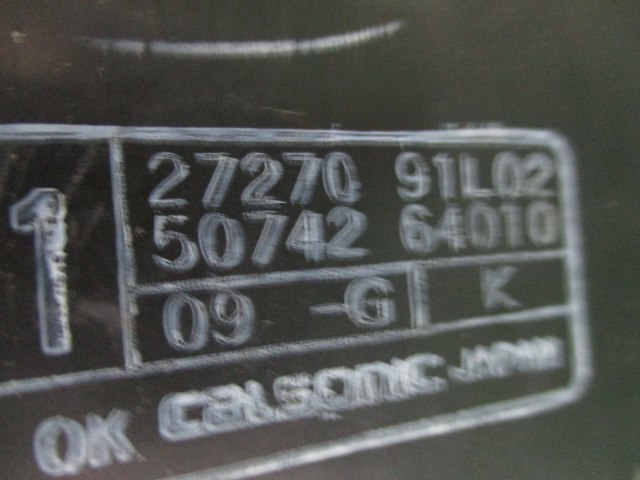 1
27270 91L02
50742 64010
09 -G K
OK calsonic JAPAN